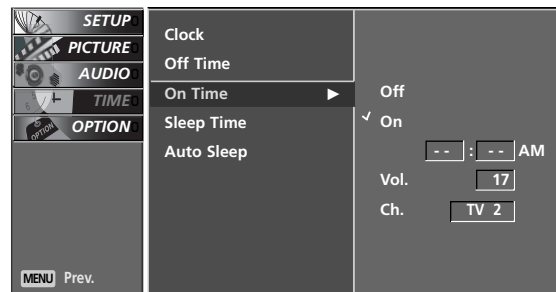 SETUP
PICTURE
AUDIO
TIME
OPTION
MENU Prev.
Clock
Off Time
On Time ►
Sleep Time
Auto Sleep
Off
✓ On
- - : - - AM
Vol. 17
Ch. TV 2